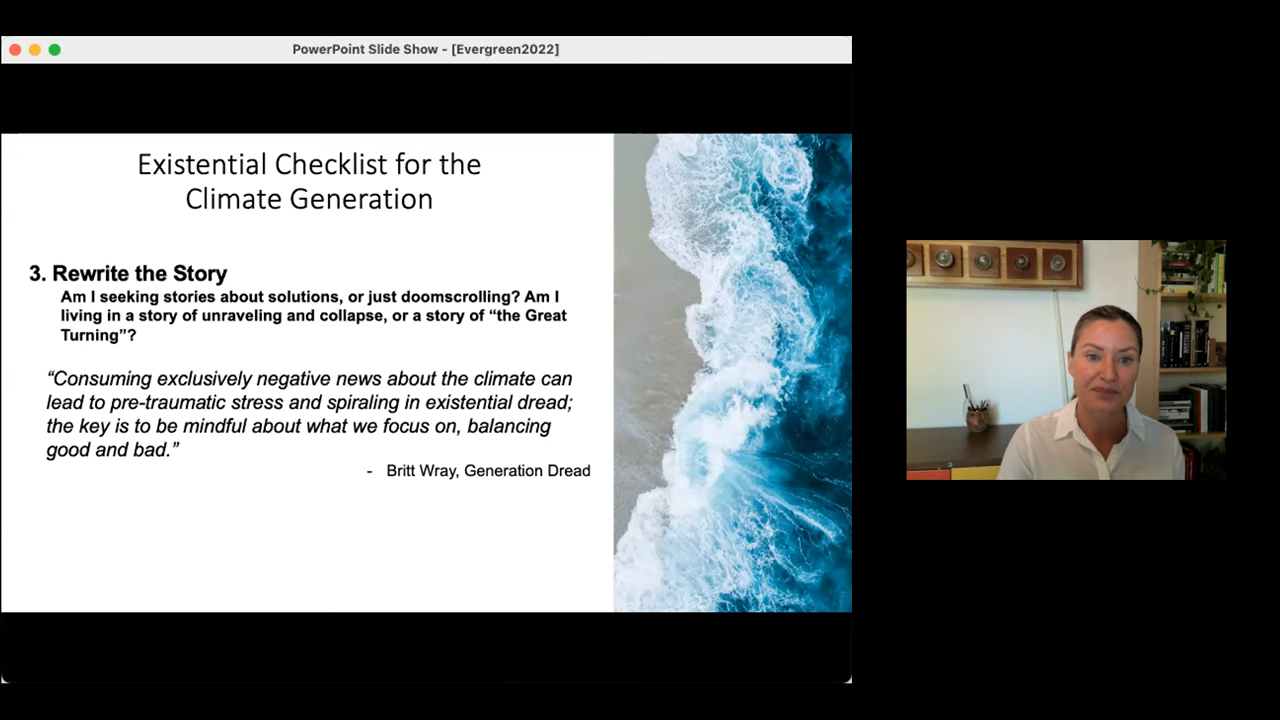 PowerPoint Slide Show - [Evergreen2022]
Existential Checklist for the
Climate Generation
3. Rewrite the Story
Am I seeking stories about solutions, or just doomscrolling? Am I
living in a story of unraveling and collapse, or a story of “the Great
Turning”?
“Consuming exclusively negative news about the climate can
lead to pre-traumatic stress and spiraling in existential dread;
the key is to be mindful about what we focus on, balancing
good and bad.”
- Britt Wray, Generation Dread